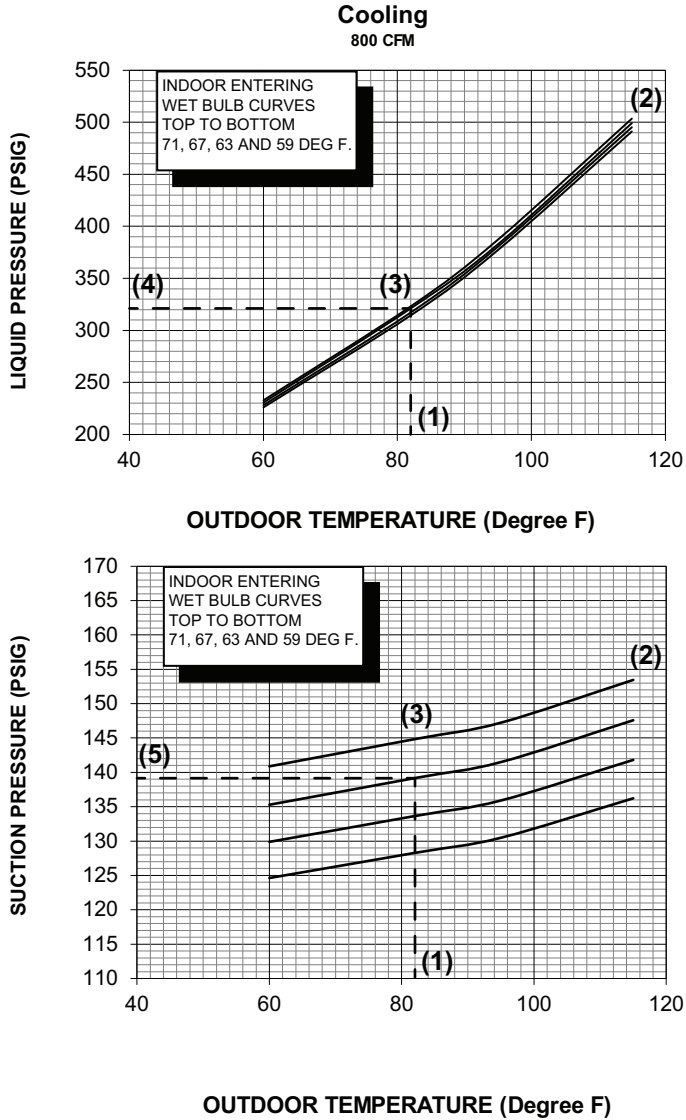 Cooling
800 CFM
LIQUID PRESSURE (PSIG)
550
500
450
400
350
300
250
200
INDOOR ENTERING
WET BULB CURVES
TOP TO BOTTOM
71, 67, 63 AND 59 DEG F.
(2)
(4)
(3)
(1)
40
60
80
100
120
OUTDOOR TEMPERATURE (Degree F)
SUCTION PRESSURE (PSIG)
170
165
160
155
150
145
140
135
130
125
120
115
110
INDOOR ENTERING
WET BULB CURVES
TOP TO BOTTOM
71, 67, 63 AND 59 DEG F.
(2)
(3)
(5)
(1)
40
60
80
100
120
OUTDOOR TEMPERATURE (Degree F)